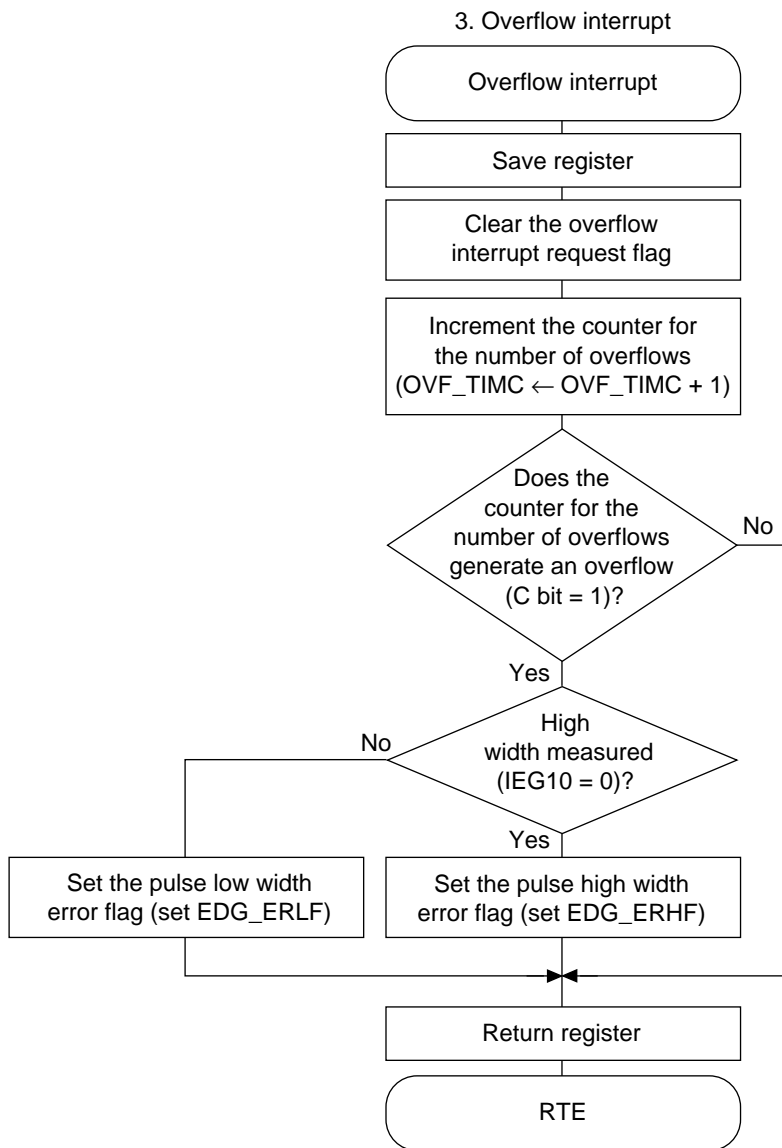 3. Overflow interrupt
Overflow interrupt
Save register
Clear the overflow
interrupt request flag
Increment the counter for
the number of overflows
(OVF_TIMC ← OVF_TIMC + 1)
Does the
counter for the
number of overflows
generate an overflow
(C bit = 1)?
No
Yes
High
width measured
(IEG10 = 0)?
No
Yes
Set the pulse low width
error flag (set EDG_ERLF)
Set the pulse high width
error flag (set EDG_ERHF)
Return register
RTE